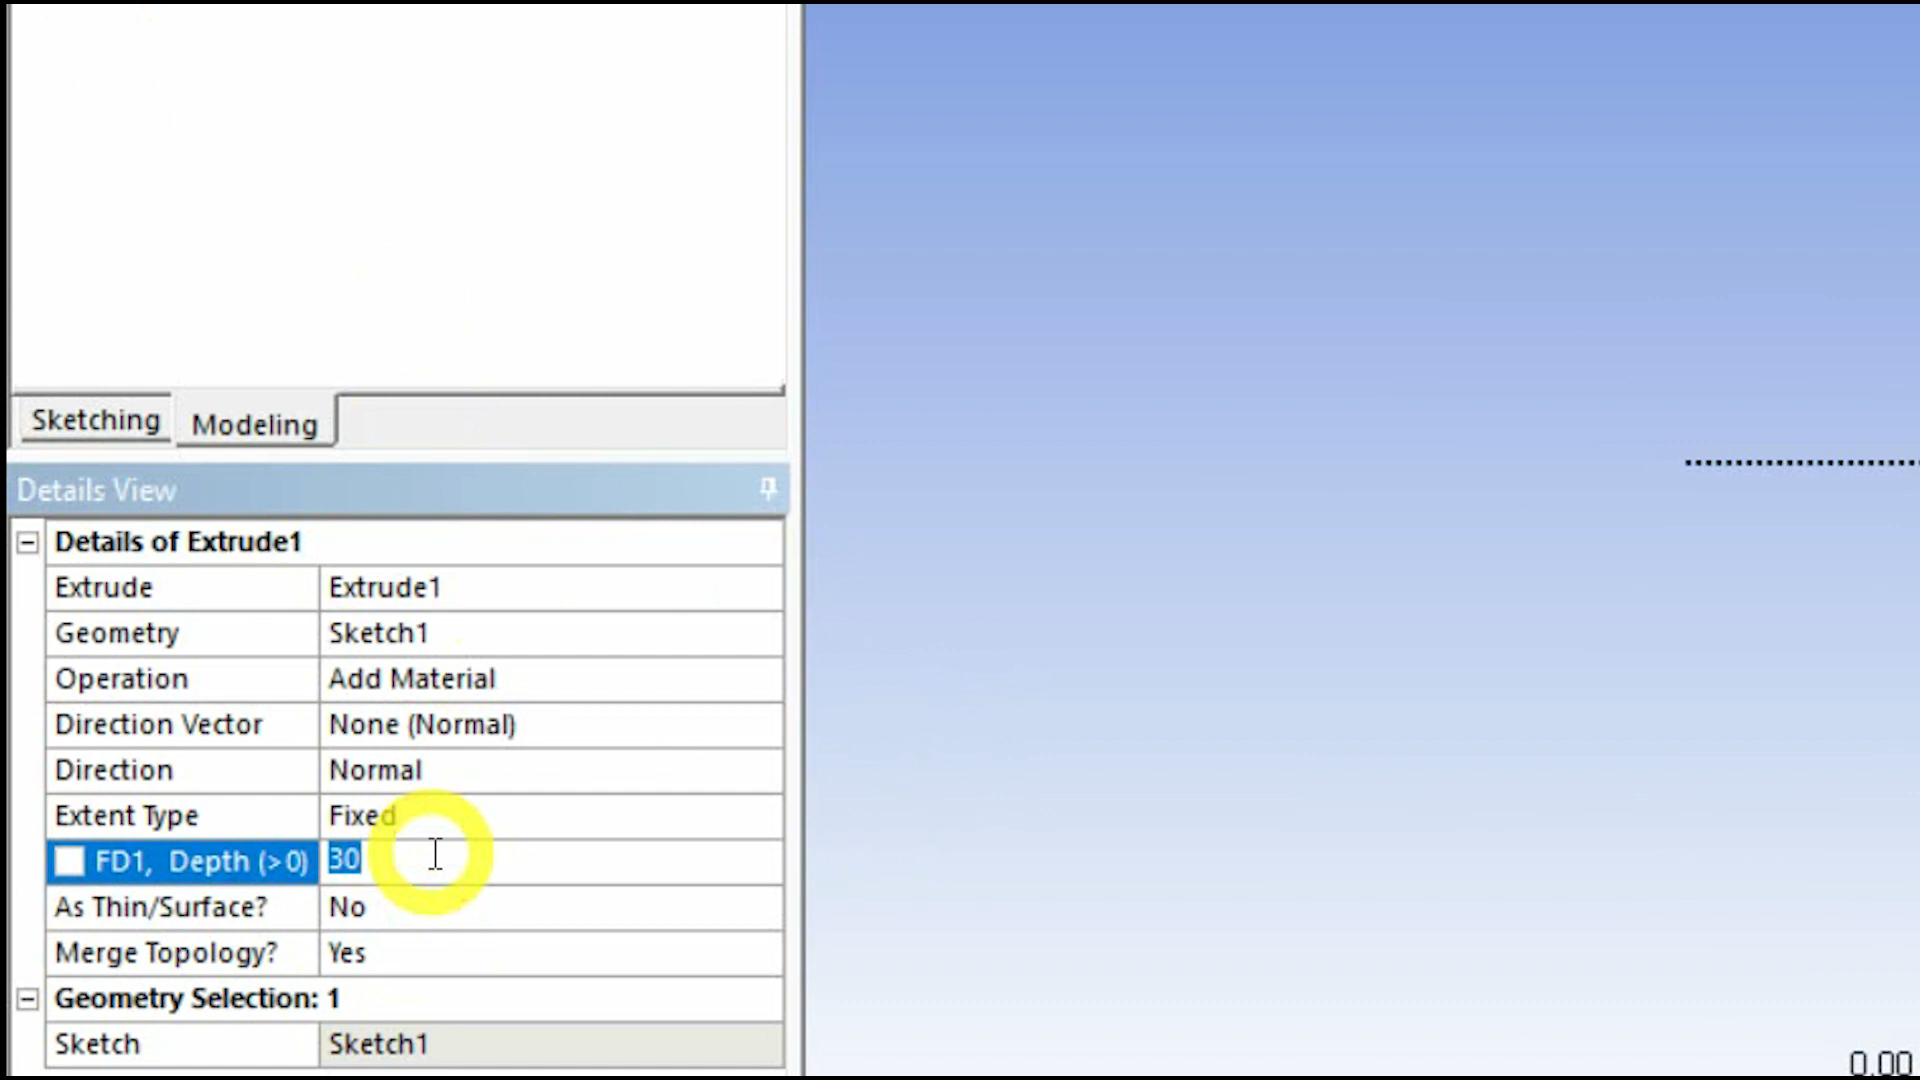 Sketching Modeling
Details View
Details of Extrude1
Extrude Extrude1
Geometry Sketch1
Operation Add Material
Direction Vector None (Normal)
Direction Normal
Extent Type Fixed
FD1, Depth (>0) 30
As Thin/Surface? No
Merge Topology? Yes
Geometry Selection: 1
Sketch Sketch1
0.00